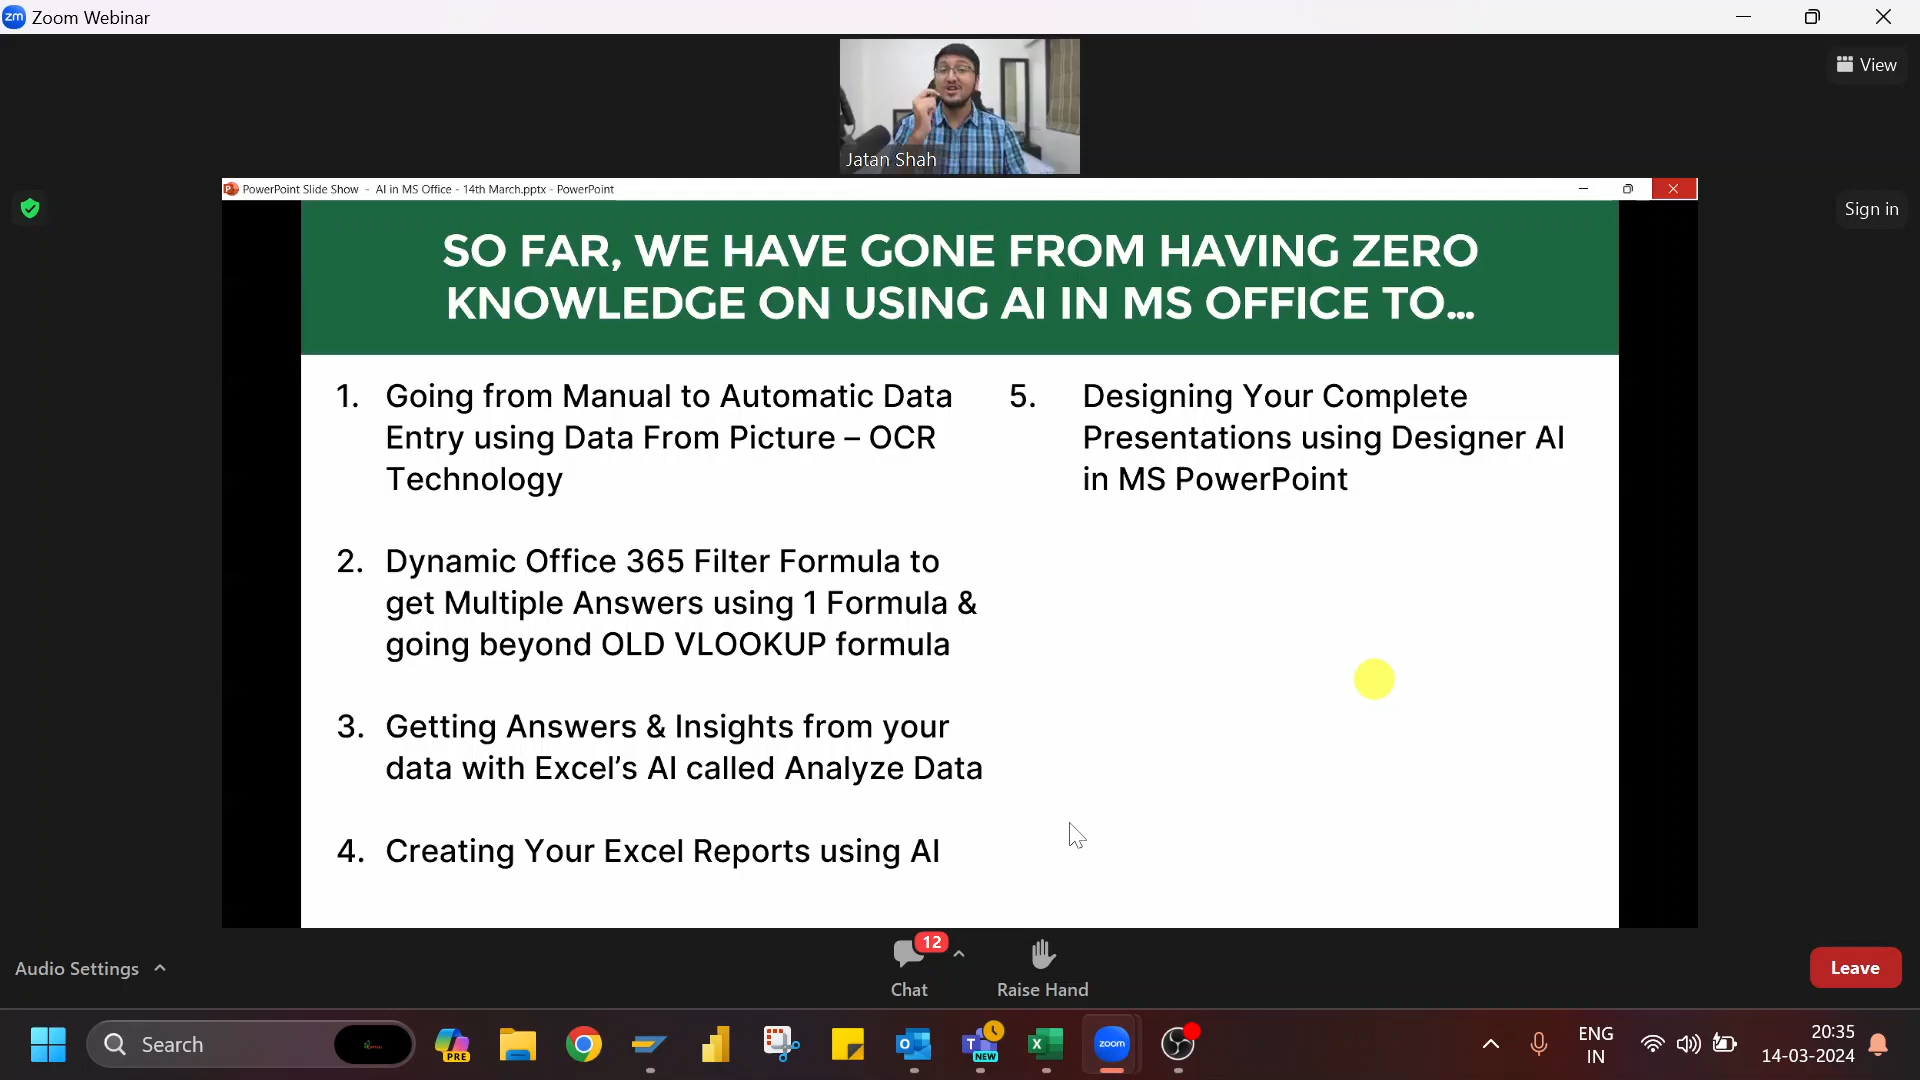 Zoom Webinar
View
Jatan Shah
PowerPoint Slide Show - AI in MS Office - 14th March.pptx - PowerPoint
Sign in
SO FAR, WE HAVE GONE FROM HAVING ZERO
KNOWLEDGE ON USING AI IN MS OFFICE TO...
1. Going from Manual to Automatic Data
Entry using Data From Picture – OCR
Technology
2. Dynamic Office 365 Filter Formula to
get Multiple Answers using 1 Formula &
going beyond OLD VLOOKUP formula
3. Getting Answers & Insights from your
data with Excel's AI called Analyze Data
4. Creating Your Excel Reports using AI
5. Designing Your Complete
Presentations using Designer AI
in MS PowerPoint
Audio Settings
12
Chat
Raise Hand
Leave
Search
PRE
NEW
zoom
ENG
IN
20:35
14-03-2024